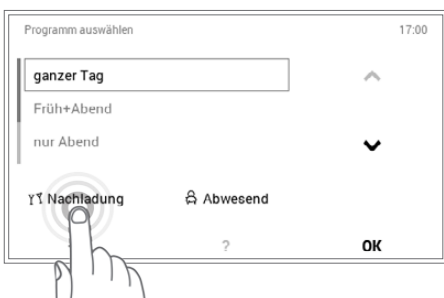 Programm auswählen 17:00
ganzer Tag
Früh+Abend
nur Abend
Nachladung Abwesend
? OK